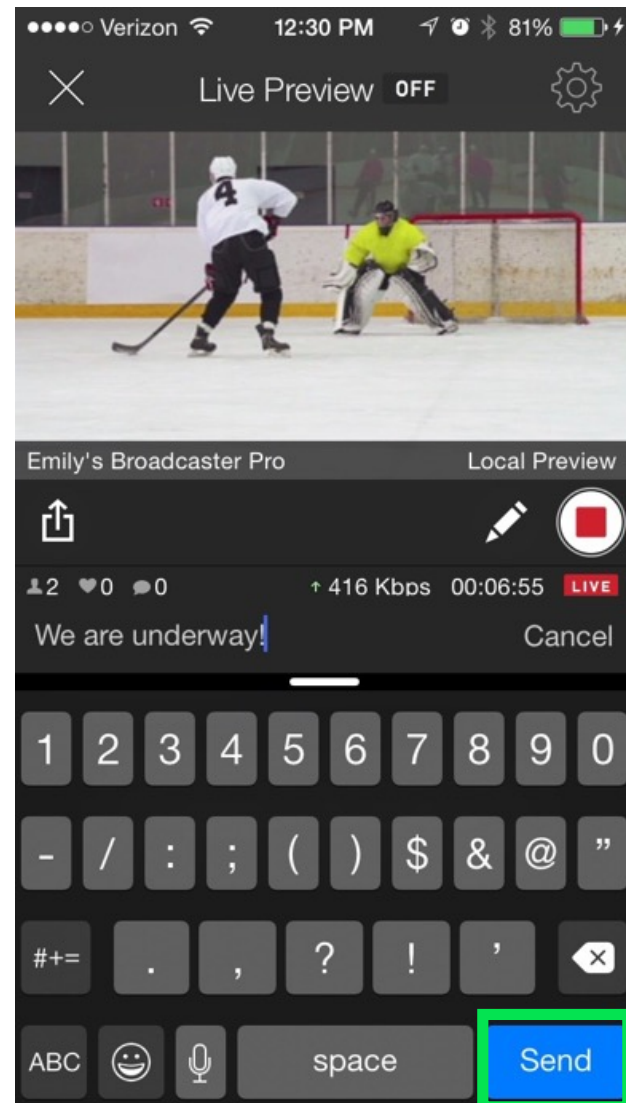 Verizon 12:30 PM 81%
Live Preview OFF
4
Emily's Broadcaster Pro Local Preview
2 0 0 ↑ 416 Kbps 00:06:55 LIVE
We are underway! Cancel
1 2 3 4 5 6 7 8 9 0
- / : ; ( ) $ & @ "
#+= . , ? ! '
ABC space Send